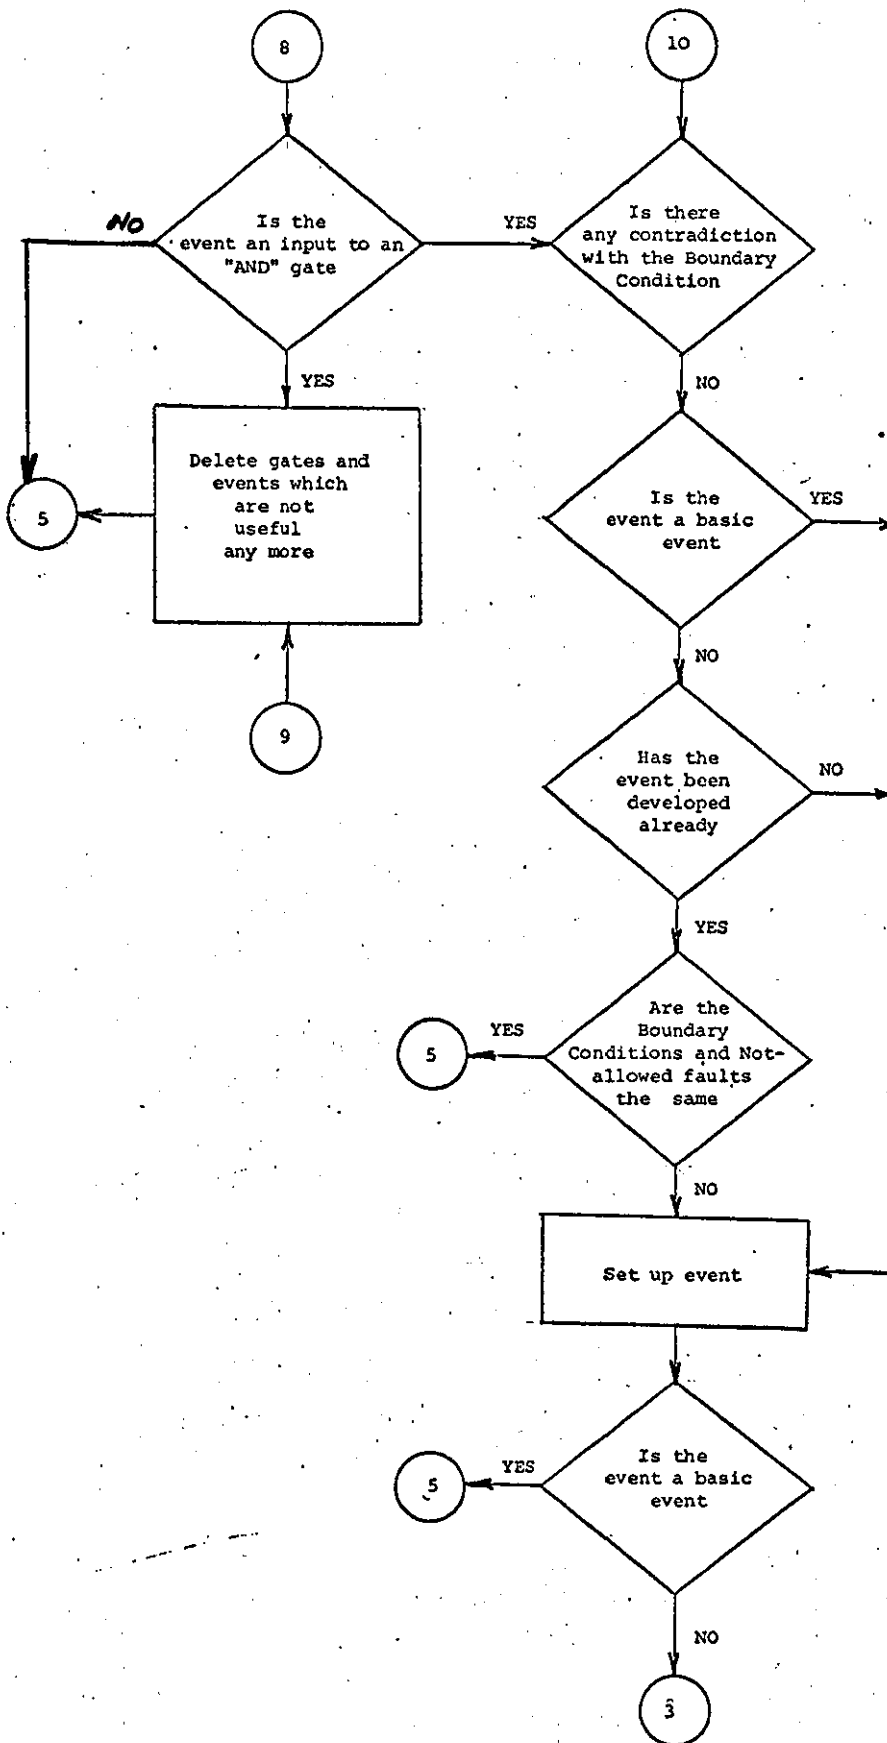 8
10
NO
Is the
event an input to an
"AND" gate
YES
Is there
any contradiction
with the Boundary
Condition
YES
NO
Delete gates and
events which
are not
useful
any more
5
Is the
event a basic
event
YES
NO
9
Has the
event been
developed
already
NO
YES
Are the
Boundary
Conditions and Not-
allowed faults
the same
YES
5
NO
Set up event
Is the
event a basic
event
YES
5
NO
3